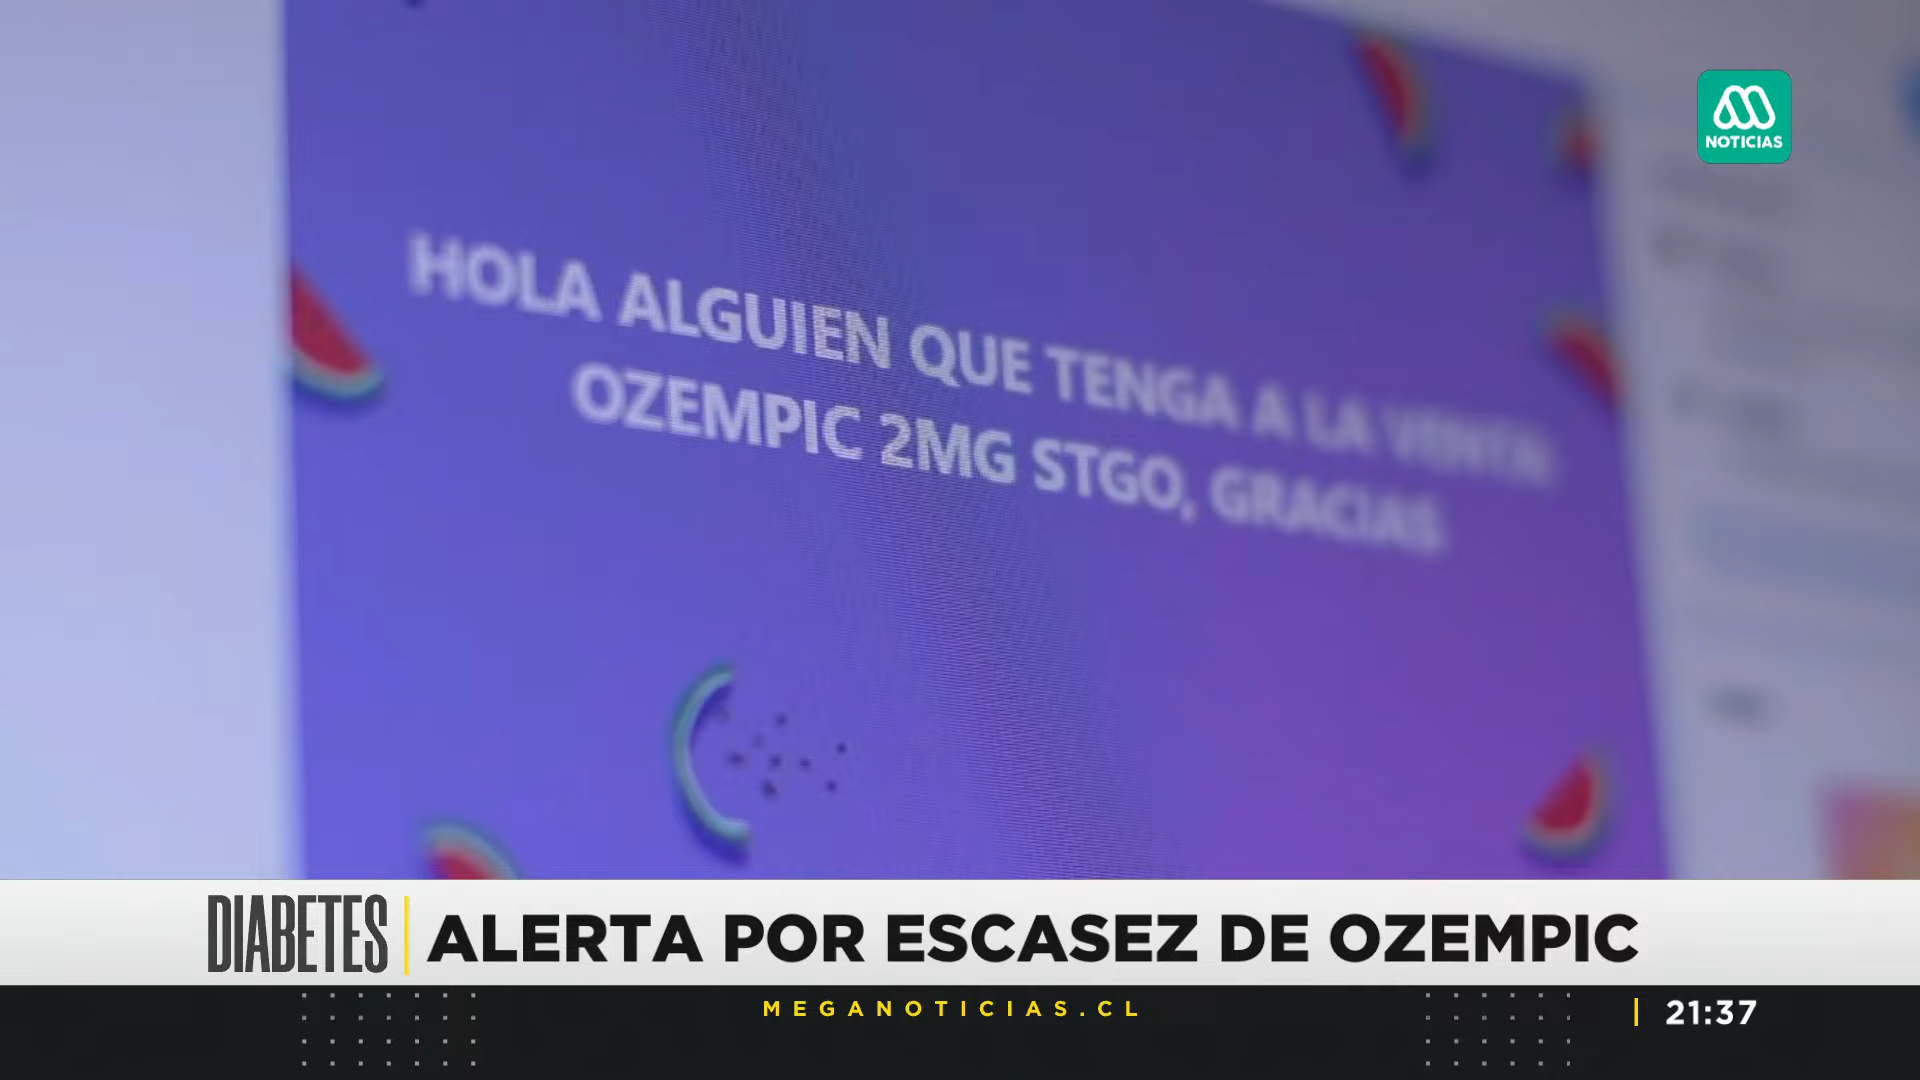 NOTICIAS
HOLA ALGUIEN QUE TENGA A LA VENTA
OZEMPIC 2MG STGO, GRACIAS
DIABETES
ALERTA POR ESCASEZ DE OZEMPIC
MEGANOTICIAS.CL
21:37